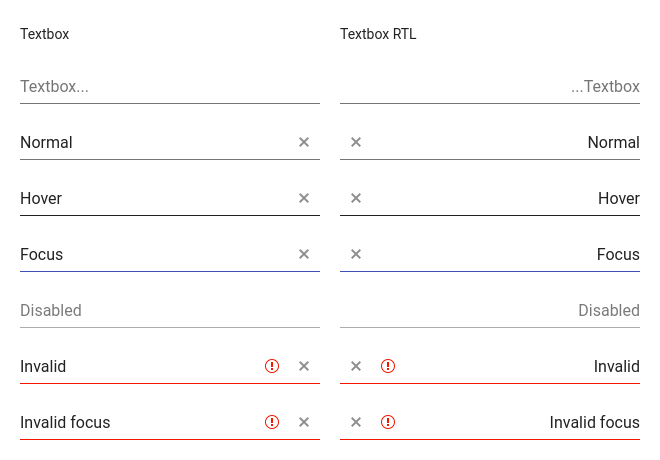 Textbox
Textbox...
Normal
Hover
Focus
Disabled
Invalid
Invalid focus
Textbox RTL
...Textbox
Normal
Hover
Focus
Disabled
Invalid
Invalid focus